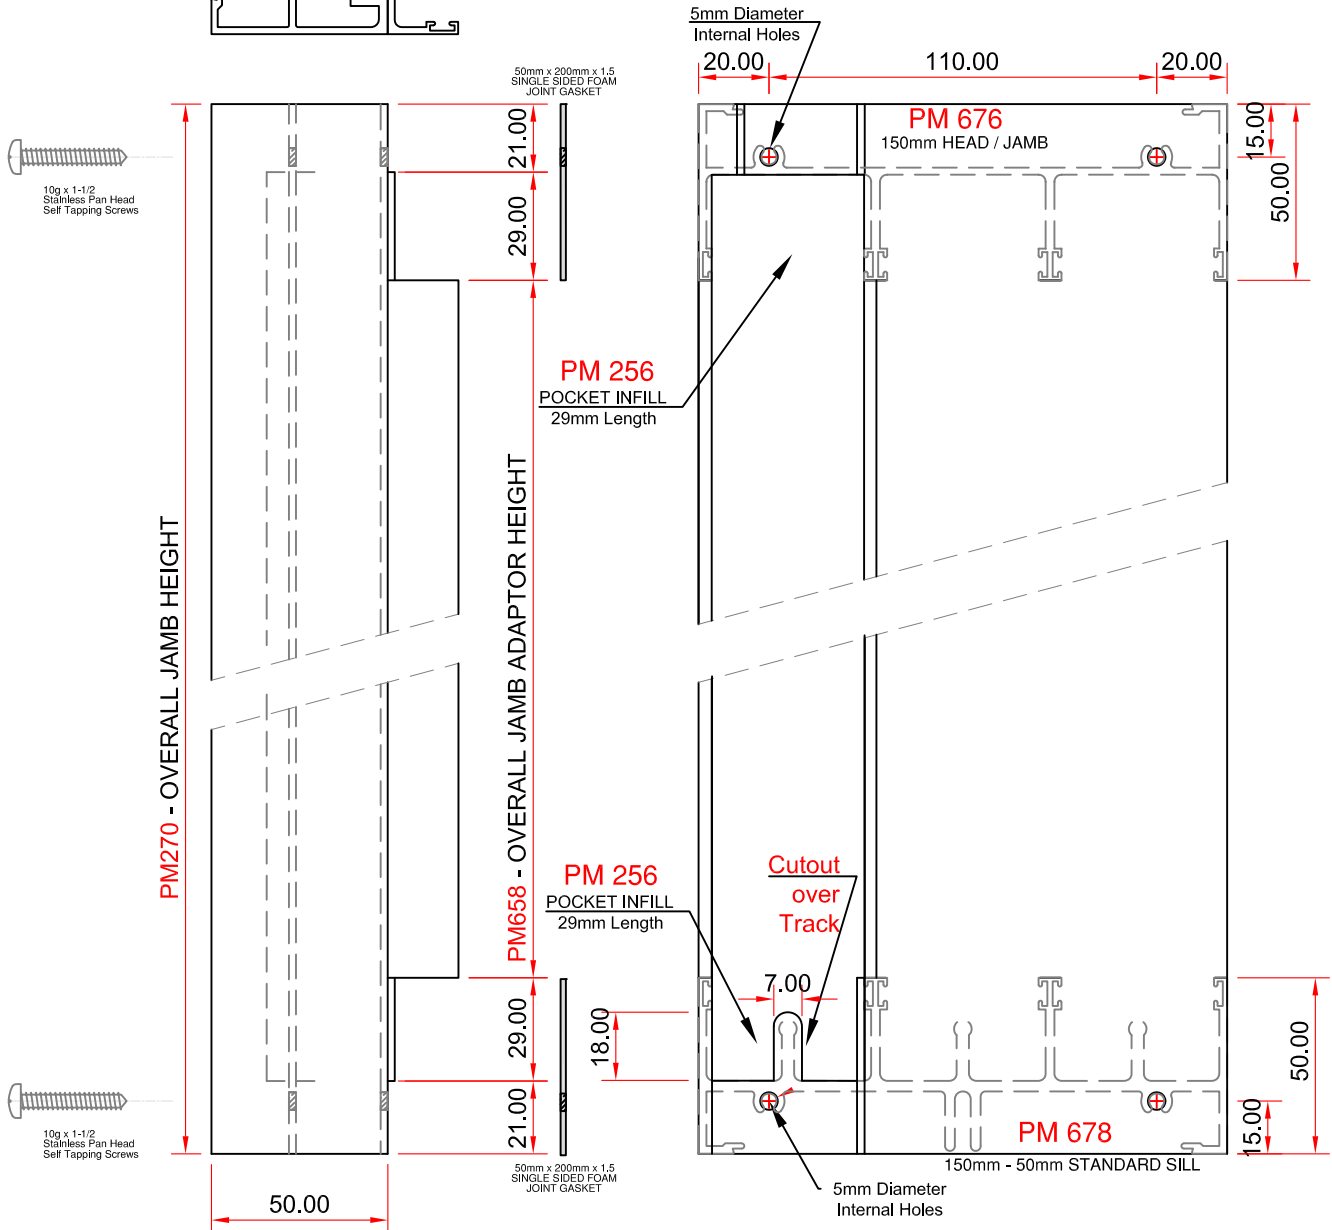 5mm Diameter
Internal Holes
20.00
110.00
20.00
50mm x 200mm x 1.5
SINGLE SIDED FOAM
JOINT GASKET
21.00
PM 676
150mm HEAD / JAMB
15.00
50.00
10g x 1-1/2
Stainless Pan Head
Self Tapping Screws
29.00
PM 256
POCKET INFILL
29mm Length
PM270 - OVERALL JAMB HEIGHT
PM658 - OVERALL JAMB ADAPTOR HEIGHT
PM 256
POCKET INFILL
29mm Length
Cutout
over
Track
7.00
29.00
18.00
50.00
10g x 1-1/2
Stainless Pan Head
Self Tapping Screws
21.00
15.00
PM 678
150mm - 50mm STANDARD SILL
50mm x 200mm x 1.5
SINGLE SIDED FOAM
JOINT GASKET
5mm Diameter
Internal Holes
50.00